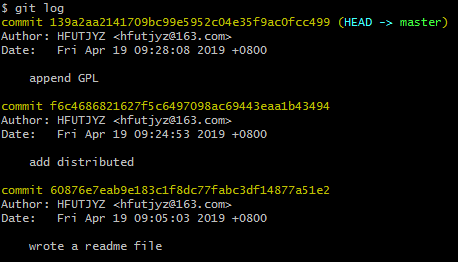 $ git log
commit 139a2aa2141709bc99e5952c04e35f9ac0fcc499 (HEAD -> master)
Author: HFUTJYZ <hfutjyz@163.com>
Date:   Fri Apr 19 09:28:08 2019 +0800
    append GPL
commit f6c4686821627f5c6497098ac69443eaa1b43494
Author: HFUTJYZ <hfutjyz@163.com>
Date:   Fri Apr 19 09:24:53 2019 +0800
    add distributed
commit 60876e7eab9e183c1f8dc77fabc3df14877a51e2
Author: HFUTJYZ <hfutjyz@163.com>
Date:   Fri Apr 19 09:05:03 2019 +0800
    wrote a readme file